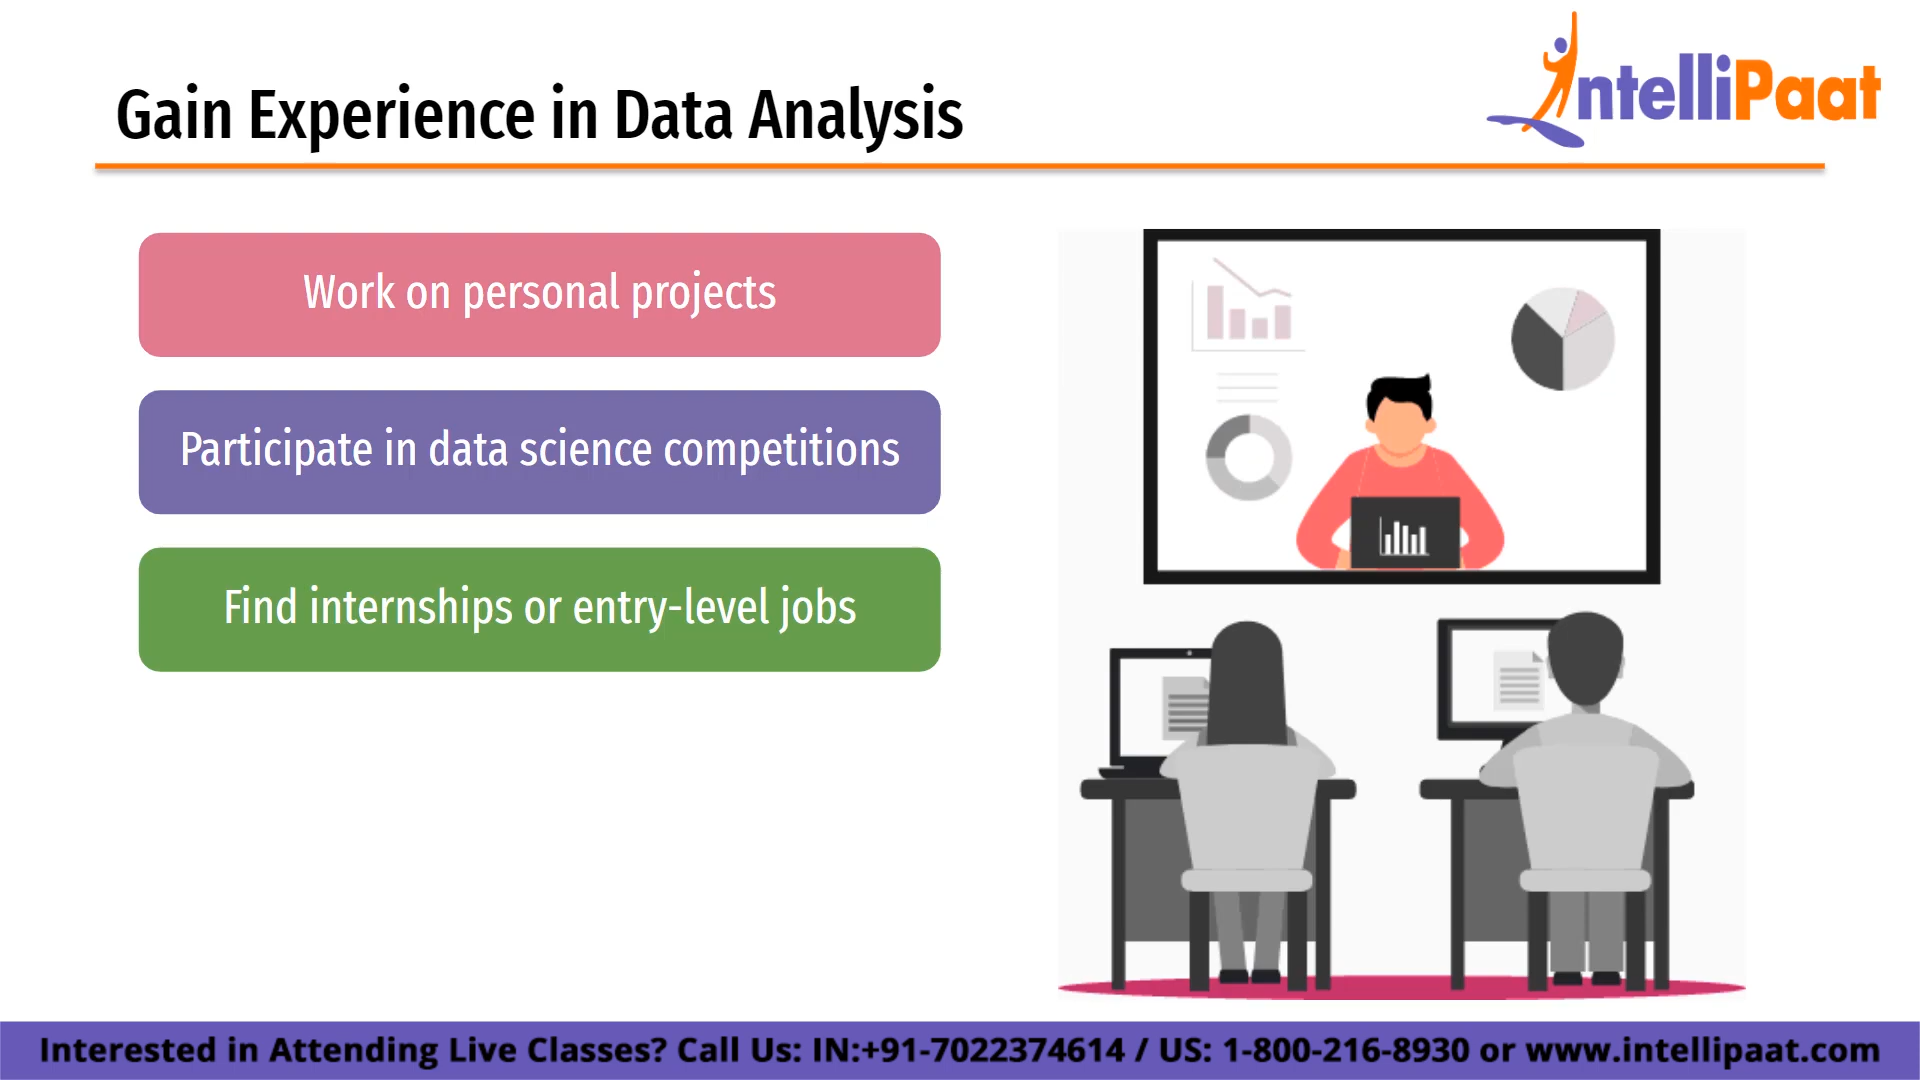 Gain Experience in Data Analysis
IntelliPaat
Work on personal projects
Participate in data science competitions
Find internships or entry-level jobs
Interested in Attending Live Classes? Call Us: IN:+91-7022374614 / US: 1-800-216-8930 or www.intellipaat.com